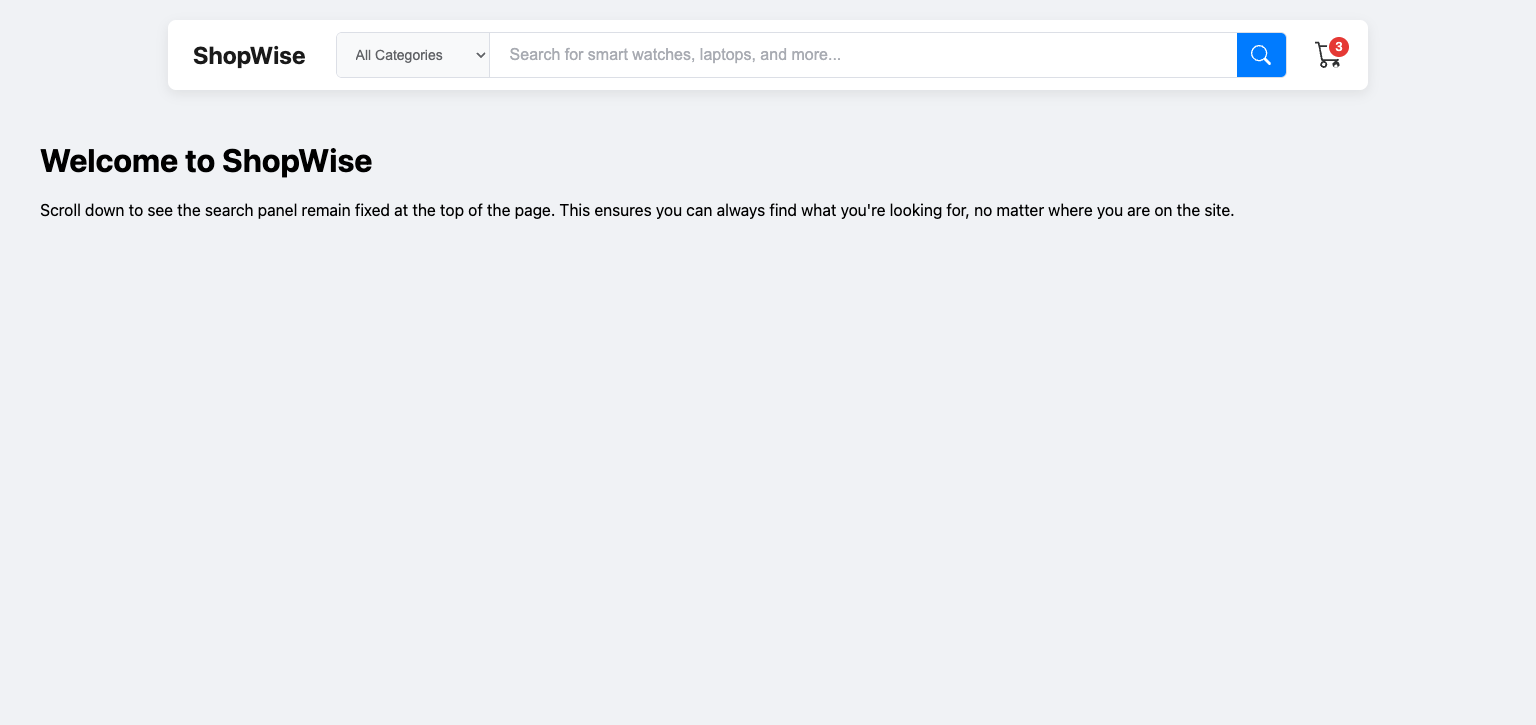 ShopWise
All Categories
Search for smart watches, laptops, and more...
3
Welcome to ShopWise
Scroll down to see the search panel remain fixed at the top of the page. This ensures you can always find what you're looking for, no matter where you are on the site.